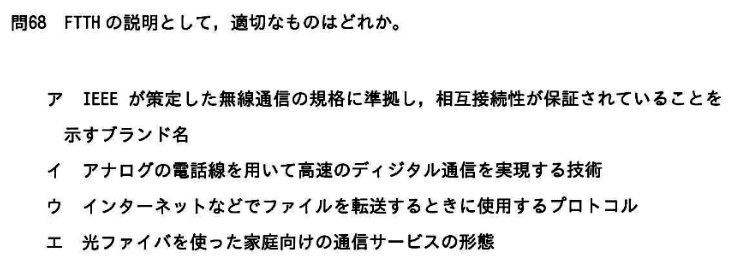 問68 FTTH の説明として，適切なものはどれか。
ア IEEE が策定した無線通信の規格に準拠し，相互接続性が保証されていることを
示すブランド名
イ アナログの電話線を用いて高速のディジタル通信を実現する技術
ウ インターネットなどでファイルを転送するときに使用するプロトコル
エ 光ファイバを使った家庭向けの通信サービスの形態